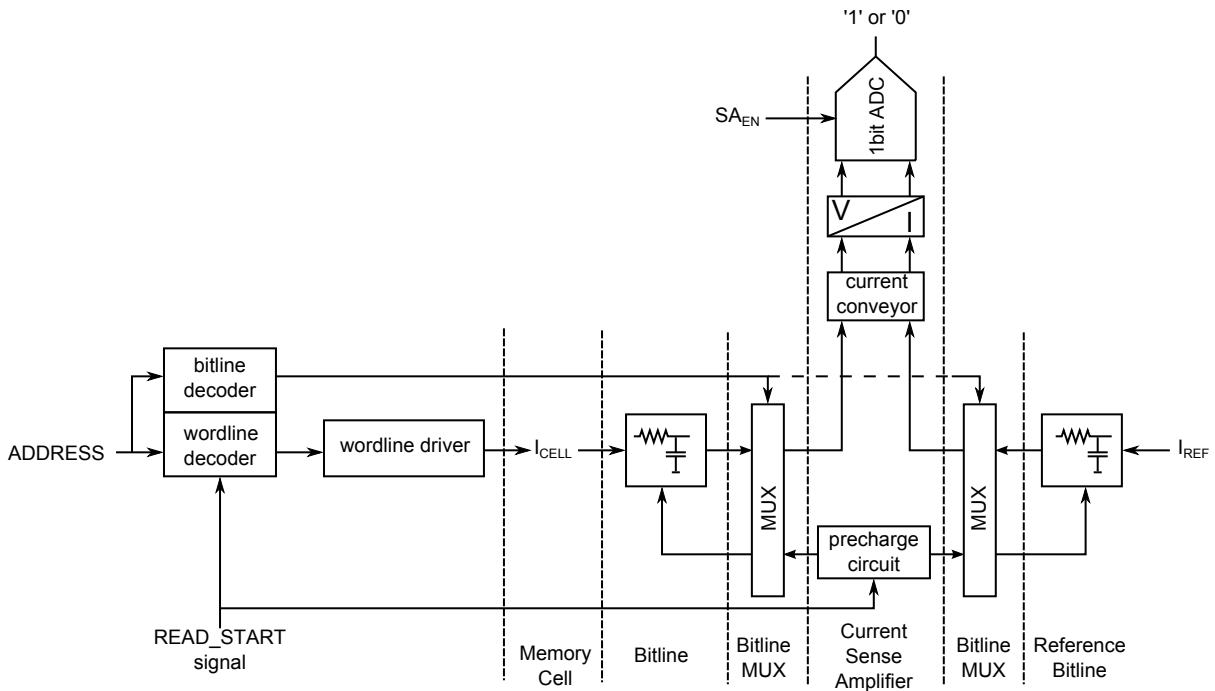 '1' or '0'
SA_EN
1bit ADC
V
I
current
conveyor
bitline
decoder
ADDRESS
wordline
decoder
wordline driver
I_CELL
MUX
MUX
I_REF
precharge
circuit
READ_START
signal
Memory
Cell
Bitline
Bitline
MUX
Current
Sense
Amplifier
Bitline
MUX
Reference
Bitline